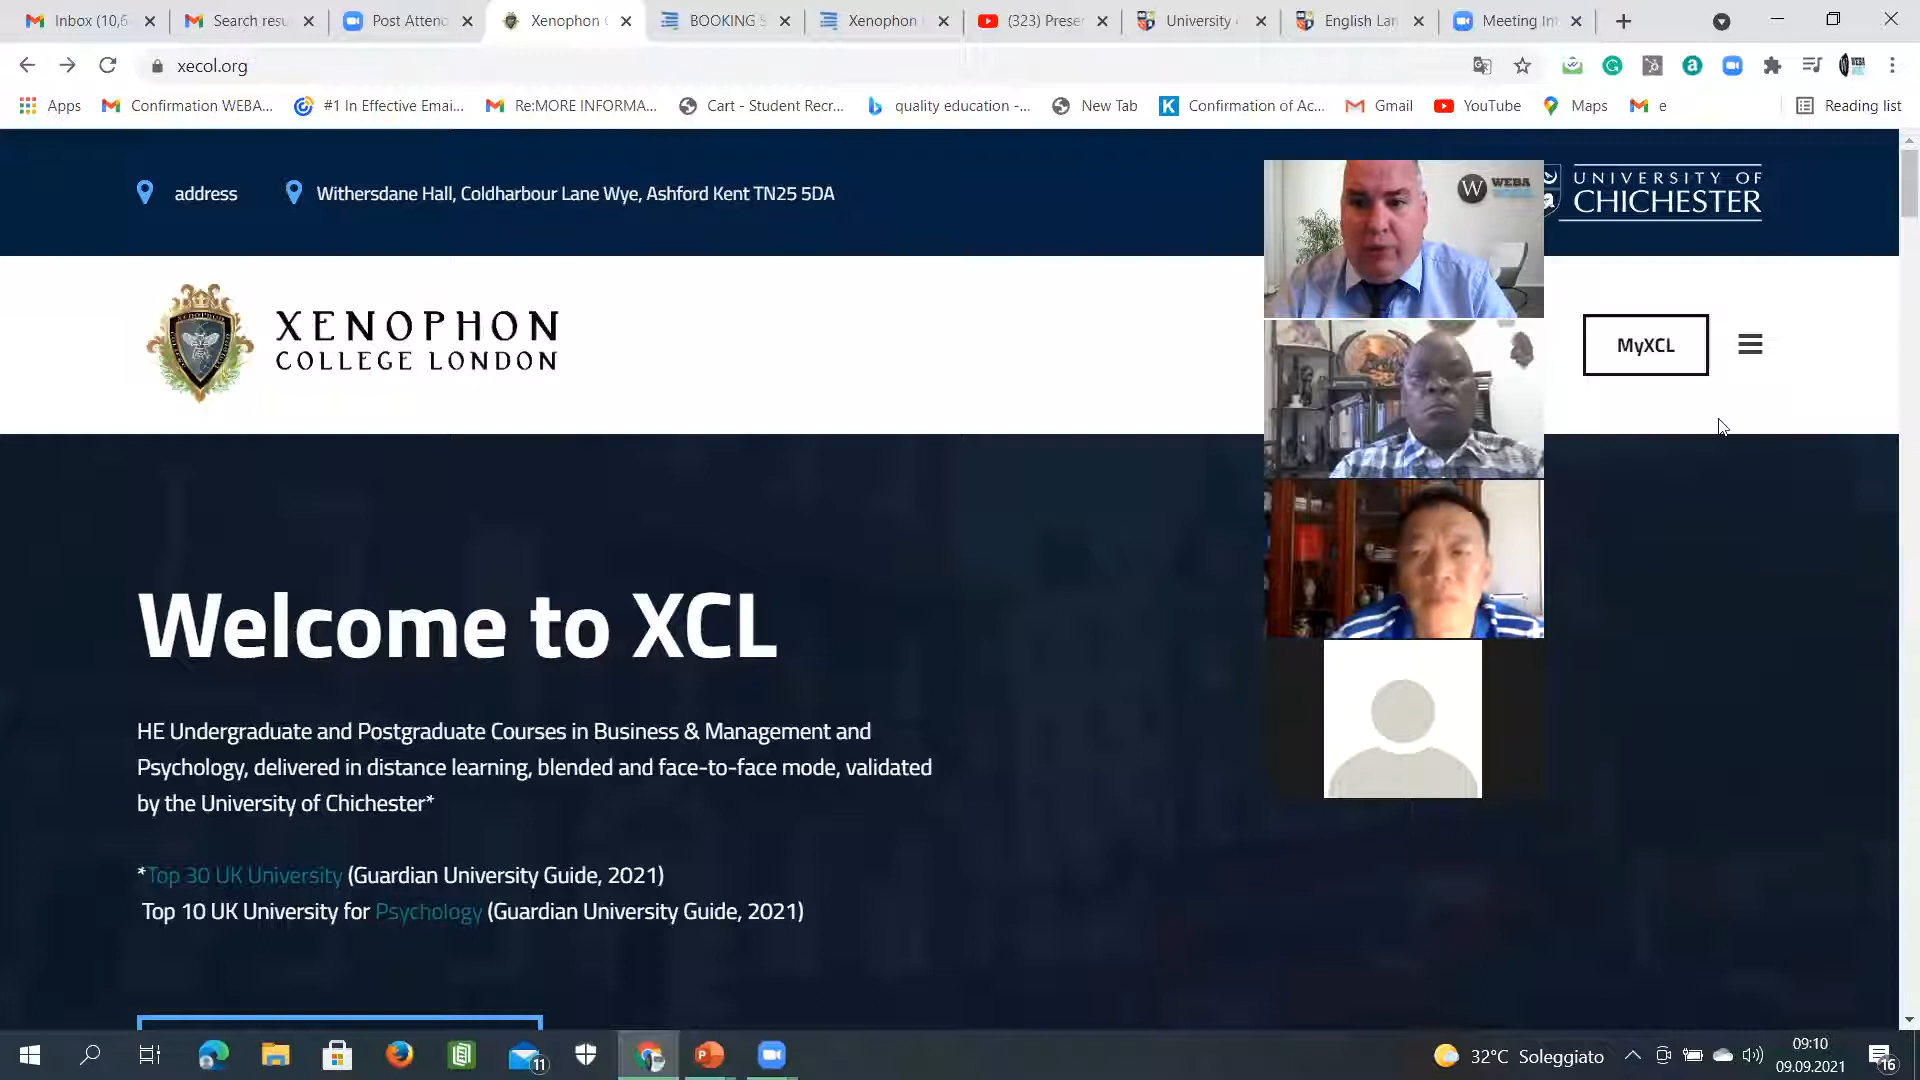 Inbox (10,6
Search resu
Post Atteno
Xenophon
BOOKING S
Xenophon
(323) Prese
University
English Lan
Meeting In
xecol.org
Apps
Confirmation WEBA...
#1 In Effective Emai...
Re:MORE INFORMA...
Cart - Student Recr...
quality education -...
New Tab
Confirmation of Ac...
Gmail
YouTube
Maps
e
Reading list
address
Withersdane Hall, Coldharbour Lane Wye, Ashford Kent TN25 5DA
W WEBA
UNIVERSITY OF
CHICHESTER
XENOPHON
COLLEGE LONDON
MyXCL
Welcome to XCL
HE Undergraduate and Postgraduate Courses in Business & Management and
Psychology, delivered in distance learning, blended and face-to-face mode, validated
by the University of Chichester*
*Top 30 UK University (Guardian University Guide, 2021)
Top 10 UK University for Psychology (Guardian University Guide, 2021)
11
32°C Soleggiato
09:10
09.09.2021
16